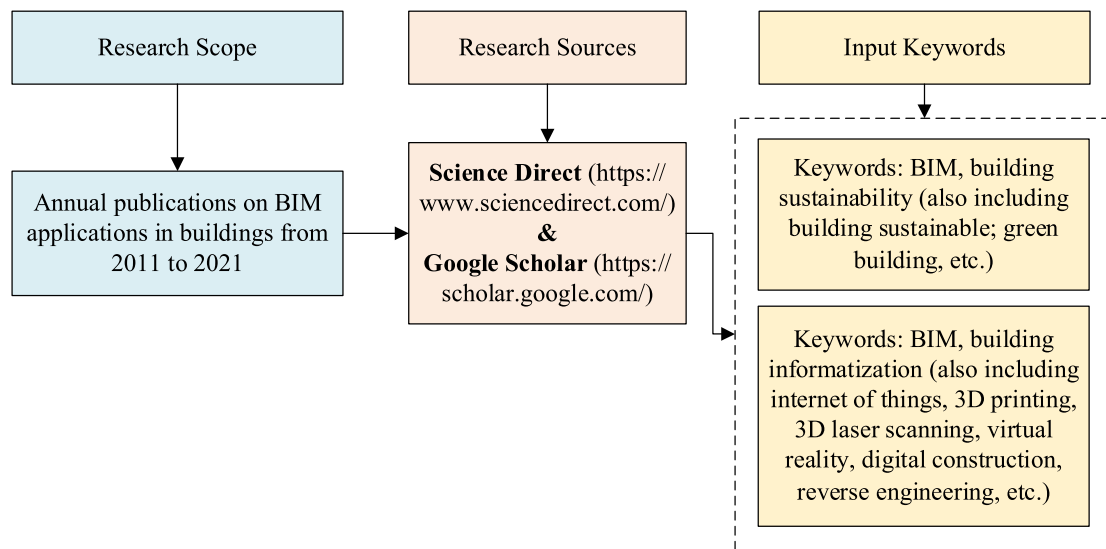 Research Scope
Research Sources
Input Keywords
Annual publications on BIM
applications in buildings from
2011 to 2021
Science Direct (https://
www.sciencedirect.com/)
&
Google Scholar (https://
scholar.google.com/)
Keywords: BIM, building
sustainability (also including
building sustainable; green
building, etc.)
Keywords: BIM, building
informatization (also including
internet of things, 3D printing,
3D laser scanning, virtual
reality, digital construction,
reverse engineering, etc.)